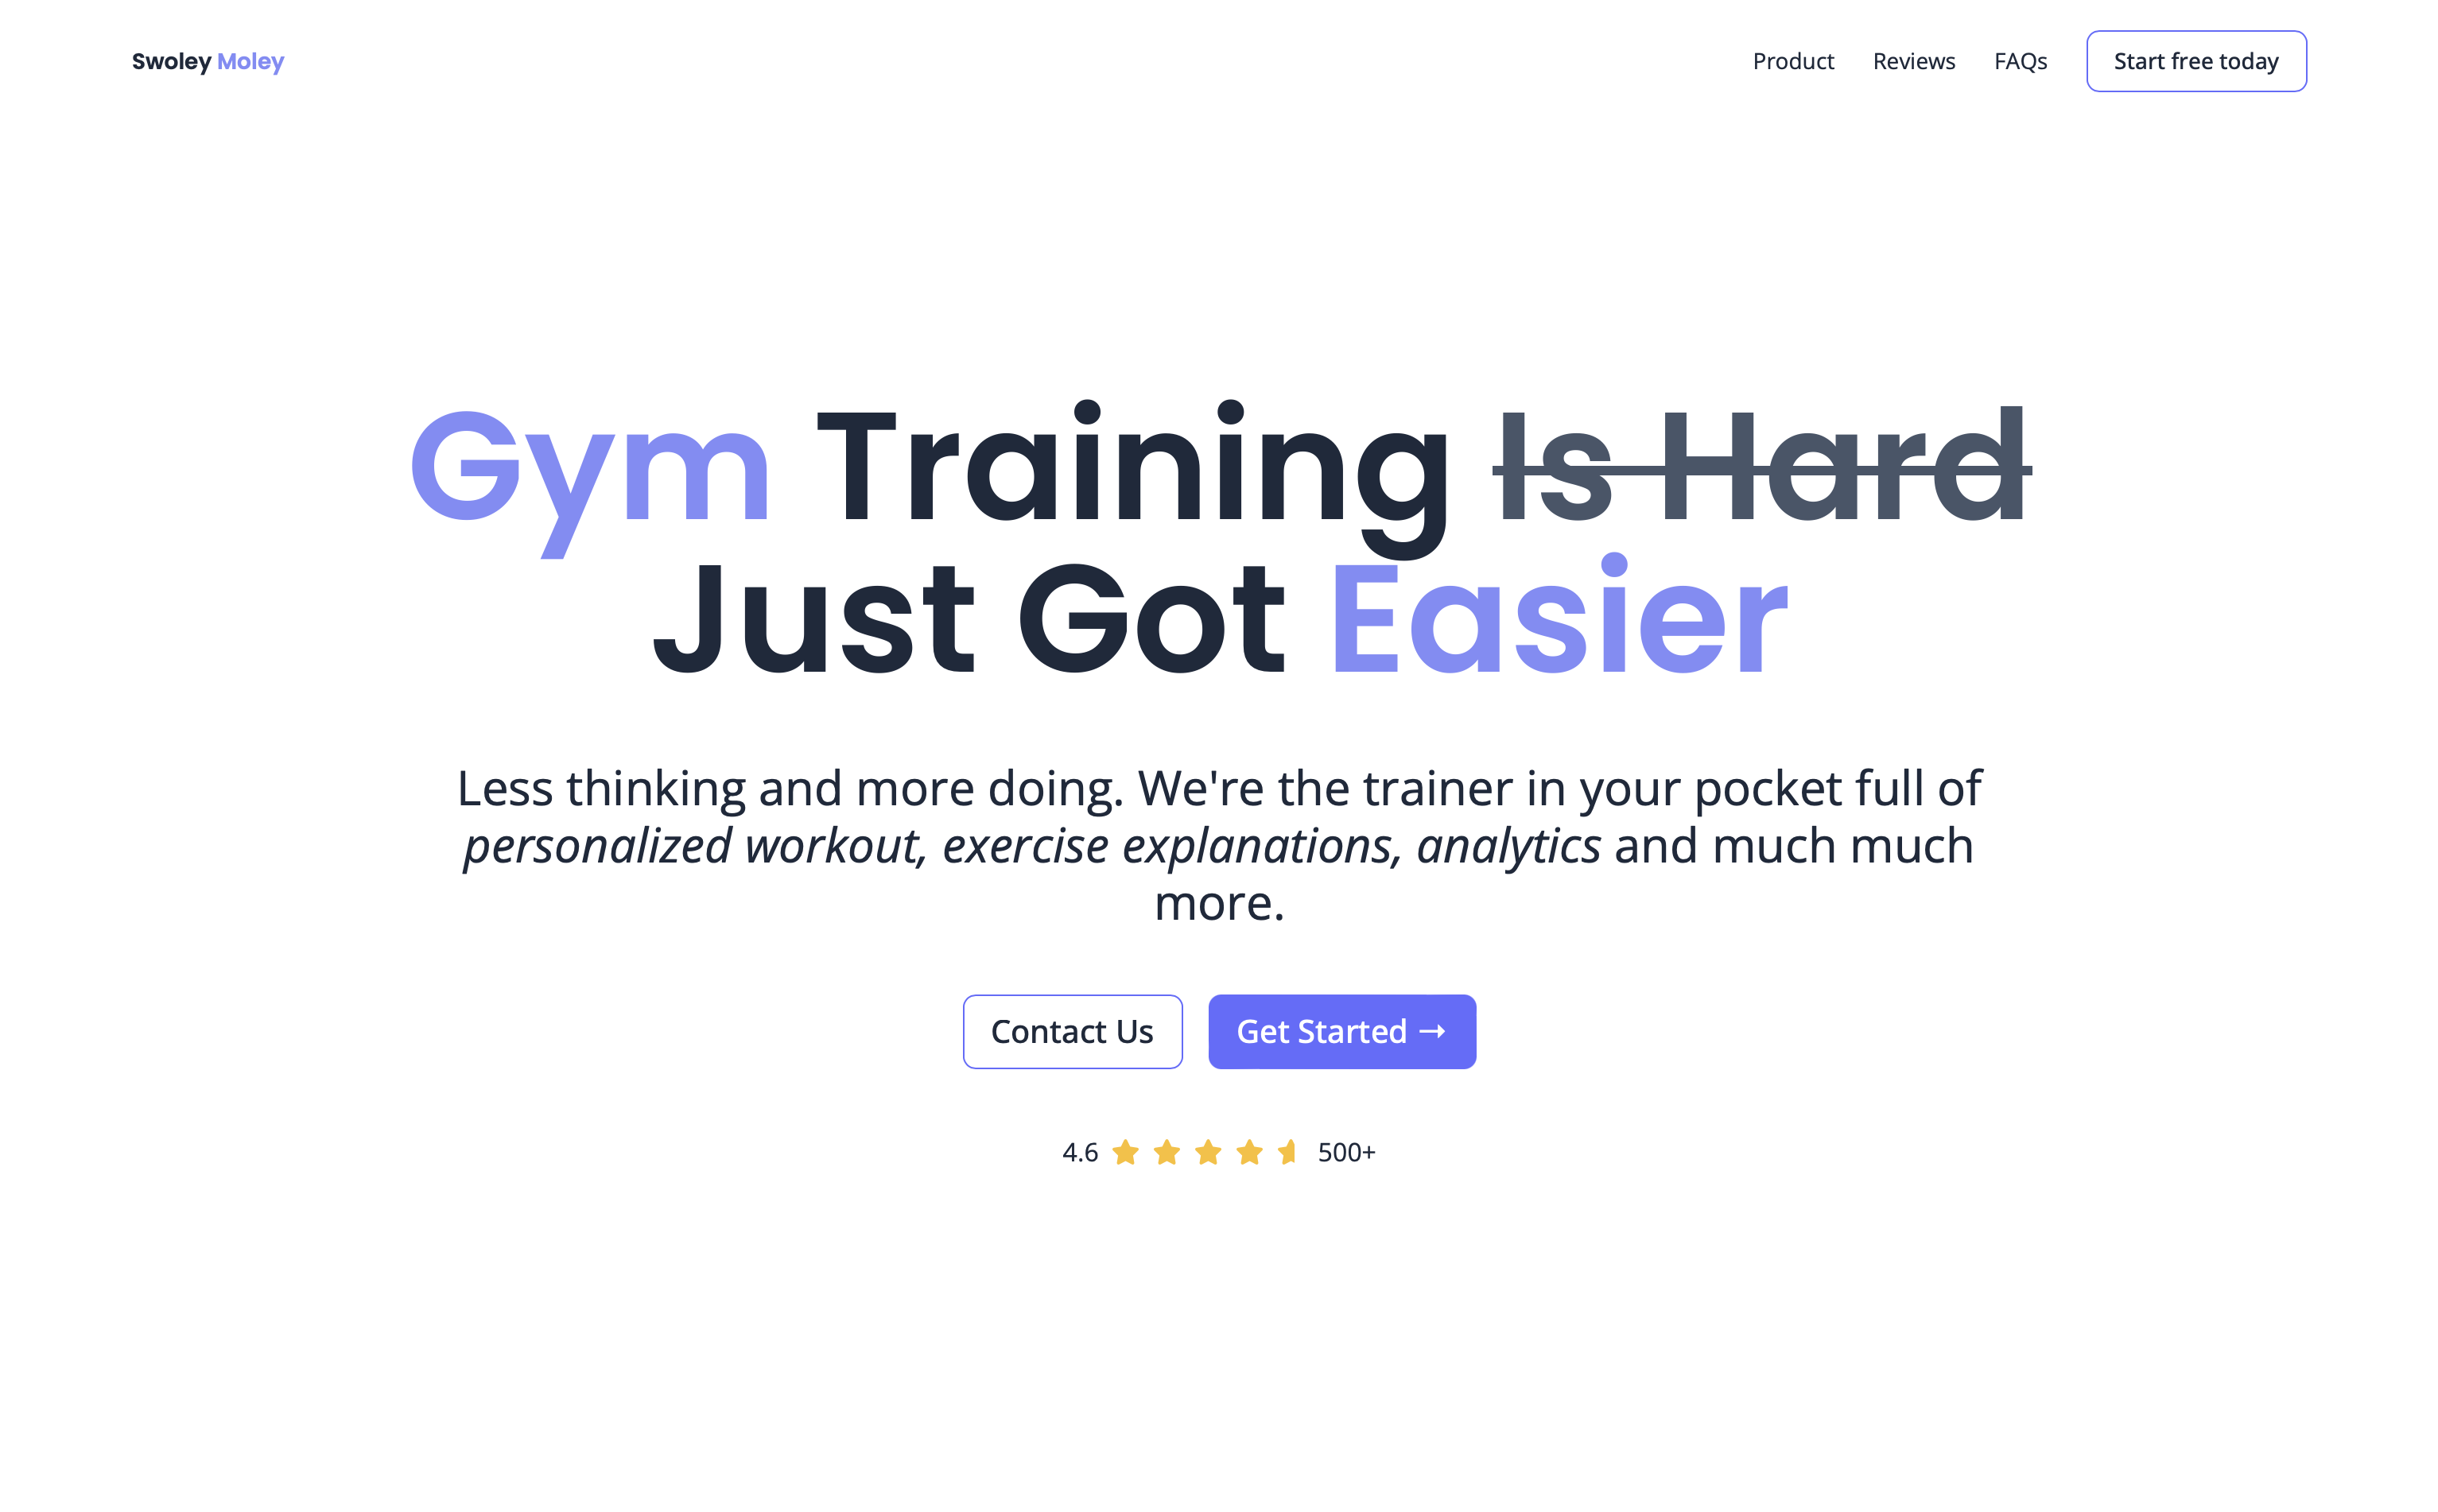 Swoley Moley
Product
Reviews
FAQs
Start free today
Gym Training Is Hard
Just Got Easier
Less thinking and more doing. We're the trainer in your pocket full of
personalized workout, exercise explanations, analytics and much much
more.
Contact Us
Get Started →
4.6
500+